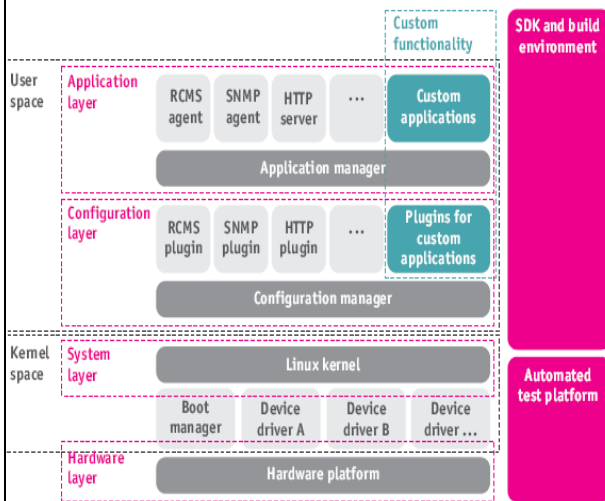 Custom
functionality
SDK and build
environment
User
space
Application
layer
RCMS
agent
SNMP
agent
HTTP
server
...
Custom
applications
Application manager
Configuration
layer
RCMS
plugin
SNMP
plugin
HTTP
plugin
...
Plugins for
custom
applications
Configuration manager
Kernel
space
System
layer
Linux kernel
Automated
test platform
Boot
manager
Device
driver A
Device
driver B
Device
driver ...
Hardware
layer
Hardware platform